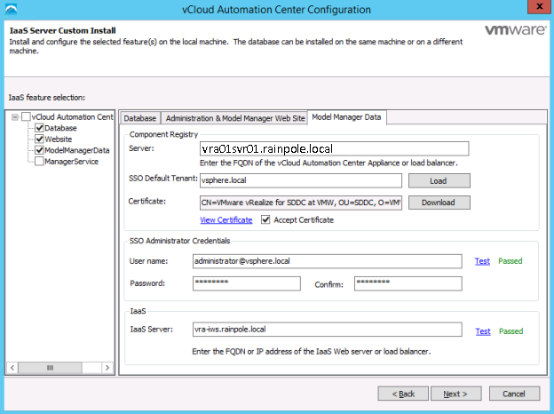 vCloud Automation Center Configuration
x
IaaS Server Custom Install
Install and configure the selected feature(s) on the local machine. The database can be installed on the same machine or on a different
machine.
vmware
IaaS feature selection:
vCloud Automation Cent
Database
Website
ModelManagerData
ManagerService
Database
Administration & Model Manager Web Site
Model Manager Data
Component Registry
Server:
vra01svr01.rainpole.local
Enter the FQDN of the vCloud Automation Center Appliance or load balancer.
SSO Default Tenant:
vsphere.local
Load
Certificate:
CN=VMware vRealize for SDDC at VMW, OU=SDDC, O=VM
Download
View Certificate
Accept Certificate
SSO Administrator Credentials
User name:
administrator@vsphere.local
Test
Passed
Password:
********
Confirm:
********
IaaS
IaaS Server:
vra-iws.rainpole.local
Test
Passed
Enter the FQDN or IP address of the IaaS Web server or load balancer.
< Back
Next >
Cancel